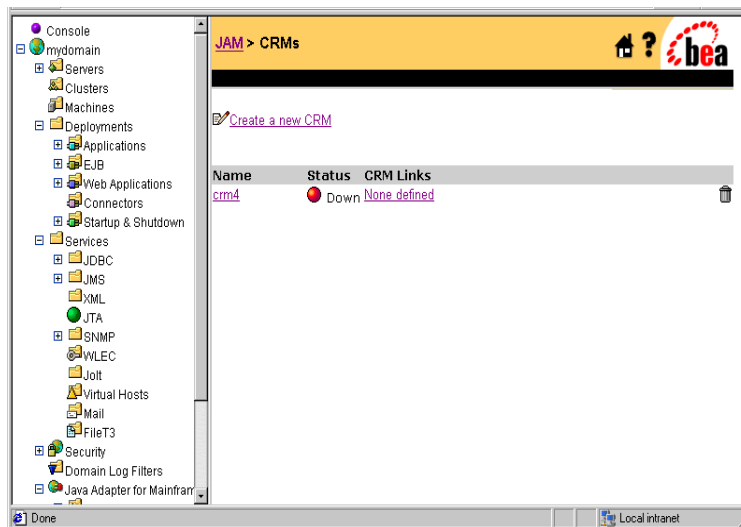 Console
mydomain
Servers
Clusters
Machines
Deployments
Applications
EJB
Web Applications
Connectors
Startup & Shutdown
Services
JDBC
JMS
XML
JTA
SNMP
WLEC
Jolt
Virtual Hosts
Mail
FileT3
Security
Domain Log Filters
Java Adapter for Mainfram
JAM > CRMs
?
bea
Create a new CRM
Name Status CRM Links
crm4 Down None defined
Done
Local intranet